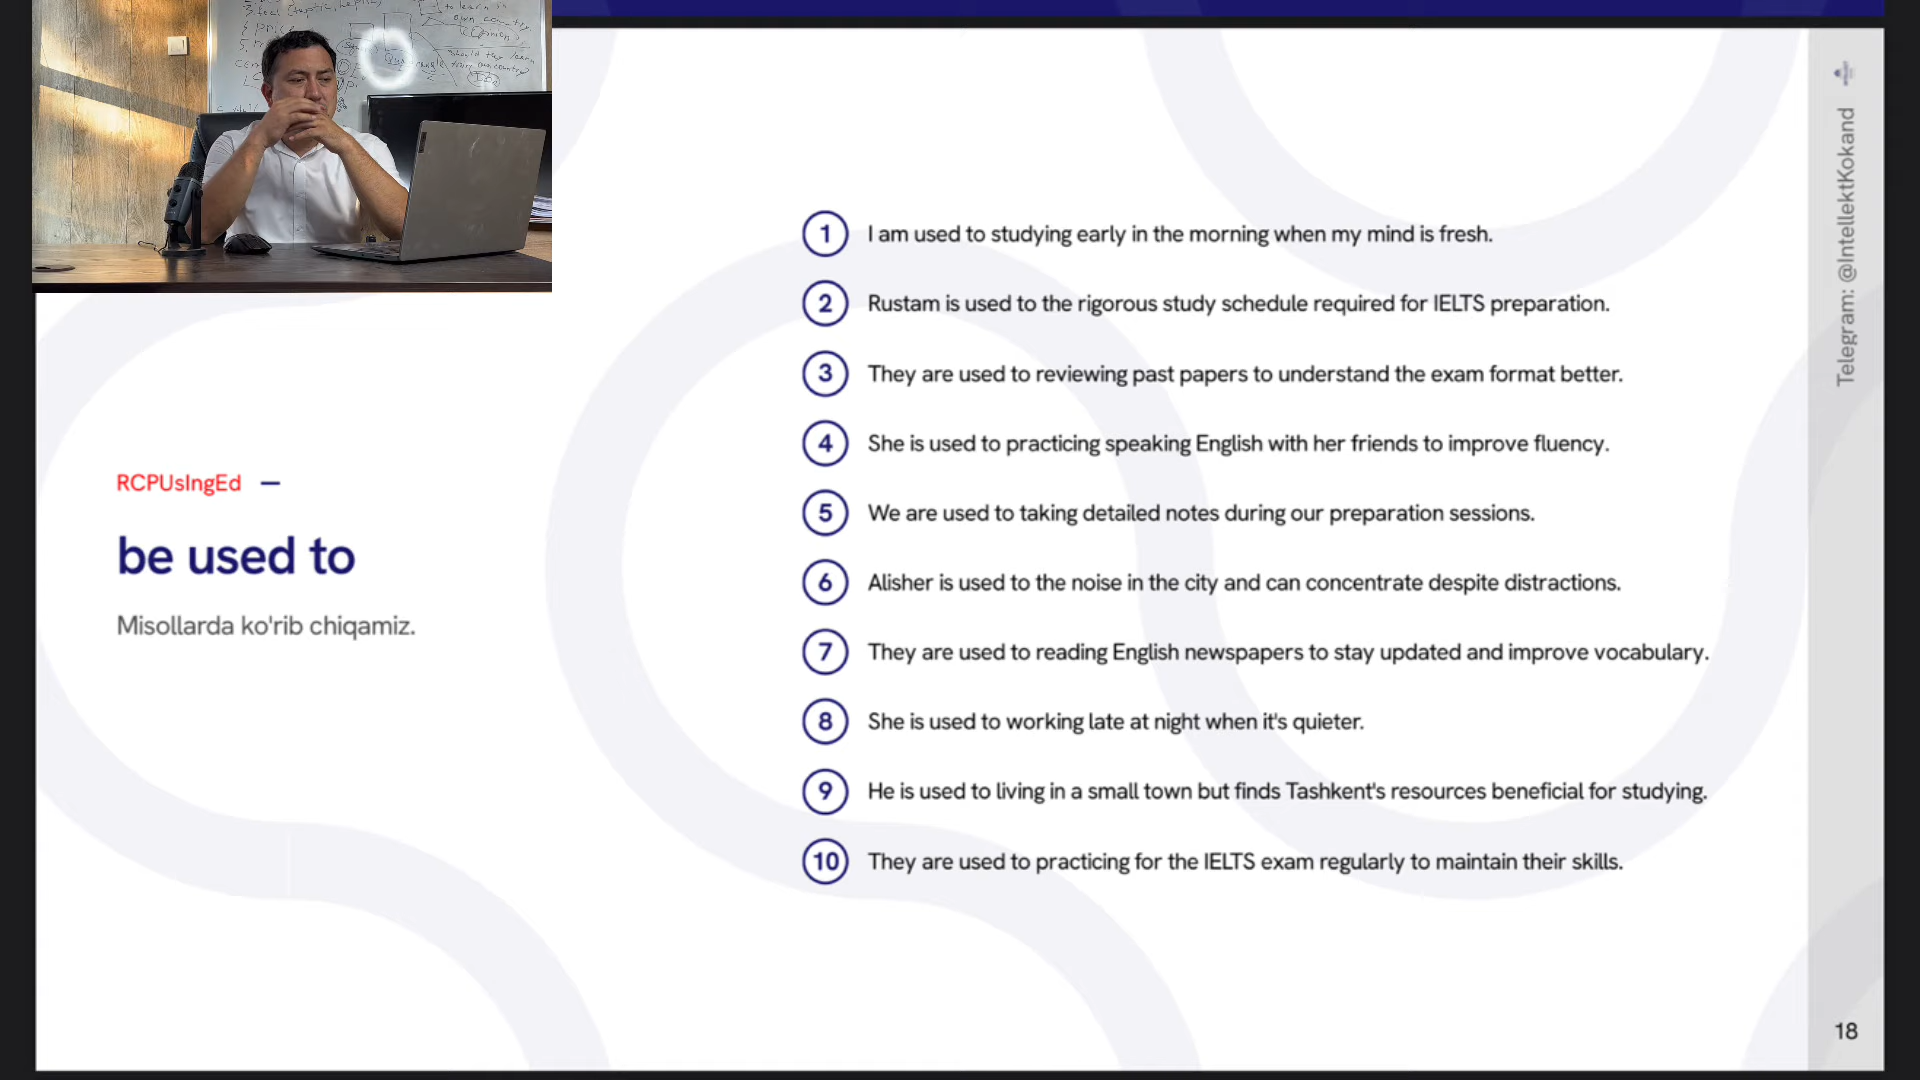 to learn in
own country
RCPUsIngEd —
be used to
Misollarda ko'rib chiqamiz.
1 I am used to studying early in the morning when my mind is fresh.
2 Rustam is used to the rigorous study schedule required for IELTS preparation.
3 They are used to reviewing past papers to understand the exam format better.
4 She is used to practicing speaking English with her friends to improve fluency.
5 We are used to taking detailed notes during our preparation sessions.
6 Alisher is used to the noise in the city and can concentrate despite distractions.
7 They are used to reading English newspapers to stay updated and improve vocabulary.
8 She is used to working late at night when it's quieter.
9 He is used to living in a small town but finds Tashkent's resources beneficial for studying.
10 They are used to practicing for the IELTS exam regularly to maintain their skills.
Telegram: @IntellektKokand
18